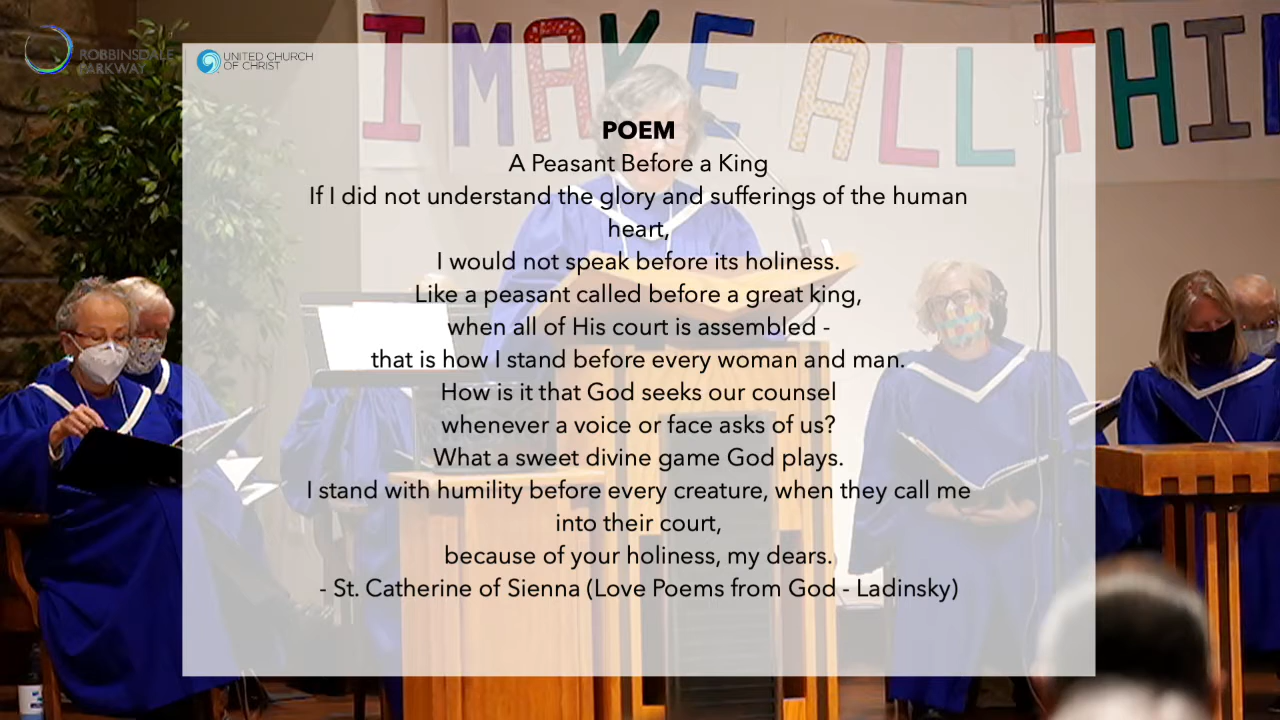 I MAKE ALL THIN
ROBBINSDALE
PARKWAY
UNITED CHURCH
OF CHRIST
POEM
A Peasant Before a King
If I did not understand the glory and sufferings of the human
heart,
I would not speak before its holiness.
Like a peasant called before a great king,
when all of His court is assembled -
that is how I stand before every woman and man.
How is it that God seeks our counsel
whenever a voice or face asks of us?
What a sweet divine game God plays.
I stand with humility before every creature, when they call me
into their court,
because of your holiness, my dears.
- St. Catherine of Sienna (Love Poems from God - Ladinsky)